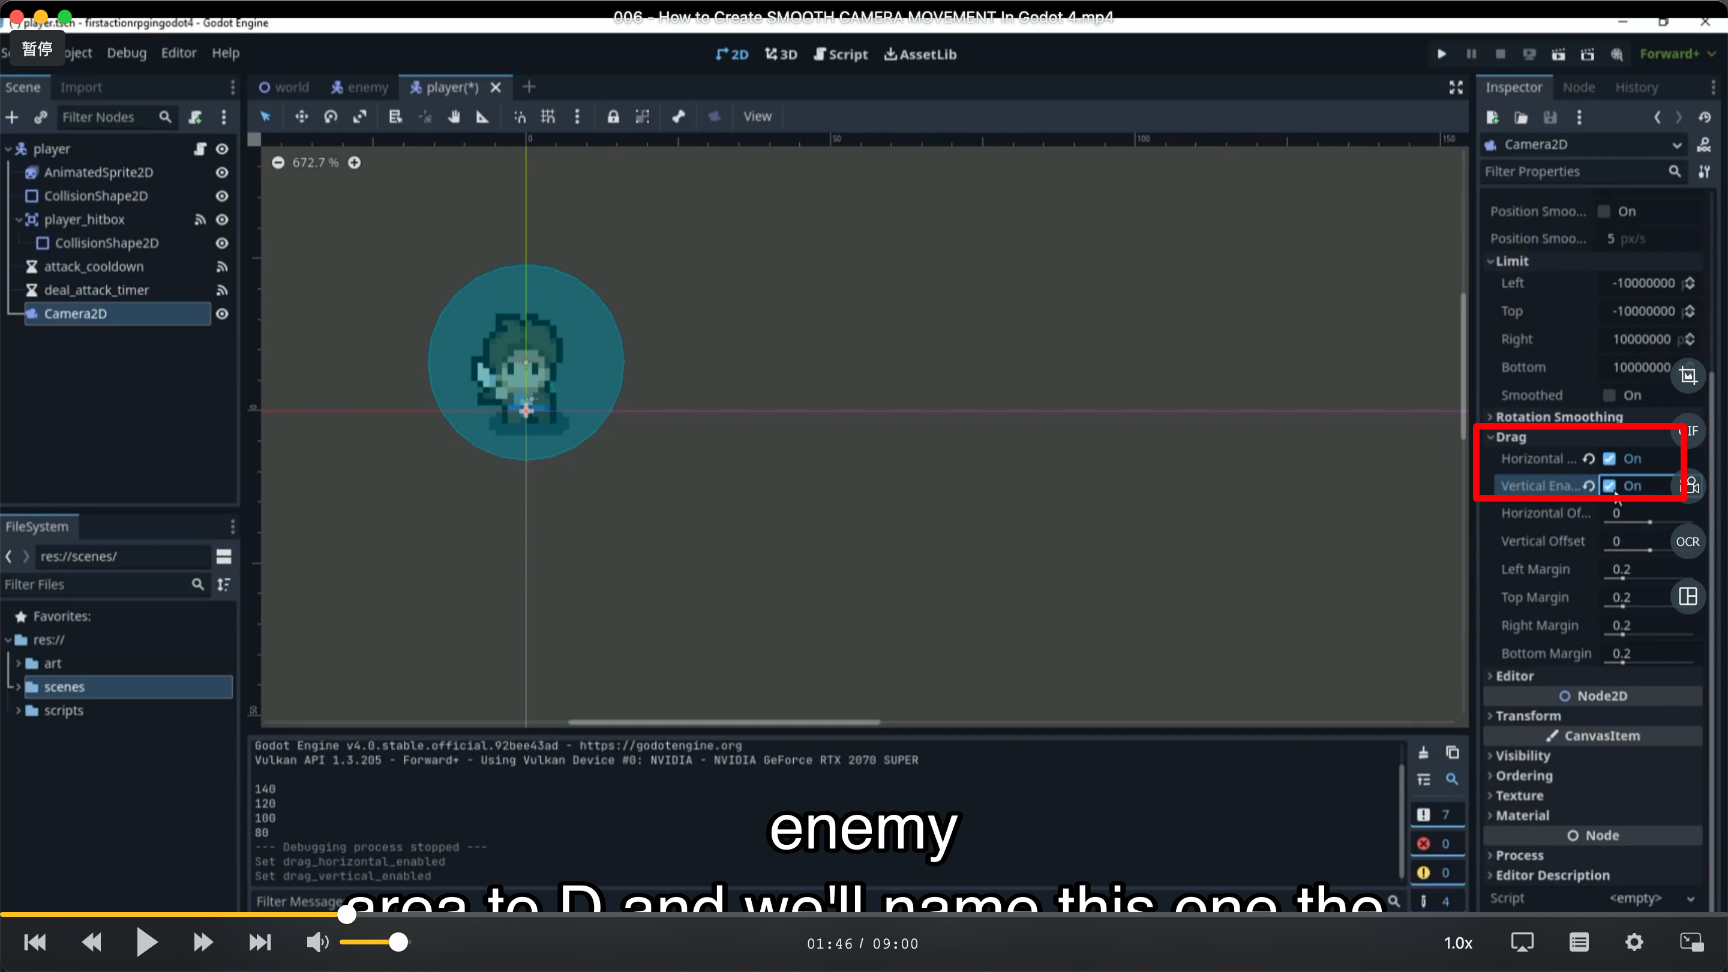 006 - How to Create SMOOTH CAMERA MOVEMENT In Godot 4.mp4
player.tscn - firstactionrpgingodot4 - Godot Engine
暂停
Debug Editor Help
2D 3D Script AssetLib
Forward+
Scene Import
Filter Nodes
player
AnimatedSprite2D
CollisionShape2D
player_hitbox
CollisionShape2D
attack_cooldown
deal_attack_timer
Camera2D
FileSystem
res://scenes/
Filter Files
Favorites:
res://
art
scenes
scripts
world enemy player(*)
View
0 50 100 150
672.7 %
0
50
Godot Engine v4.0.stable.official.92bee43ad - https://godotengine.org
Vulkan API 1.3.205 - Forward+ - Using Vulkan Device #0: NVIDIA - NVIDIA GeForce RTX 2070 SUPER
140
120
100
80
--- Debugging process stopped ---
Set drag_horizontal_enabled
Set drag_vertical_enabled
Filter Messages
7
0
0
4
enemy
area to D and we'll name this one the
Inspector Node History
Camera2D
DOC
Filter Properties
Position Smoo... On
Position Smoo... 5 px/s
Limit
Left -10000000
Top -10000000
Right 10000000 p
Bottom 10000000
Smoothed On
Rotation Smoothing
Drag
Horizontal ... On
Vertical Ena... On
Horizontal Of... 0
Vertical Offset 0
Left Margin 0.2
Top Margin 0.2
Right Margin 0.2
Bottom Margin 0.2
OCR
Editor
Node2D
Transform
CanvasItem
Visibility
Ordering
Texture
Material
Node
Process
Editor Description
Script <empty>
01:46 / 09:00
1.0x